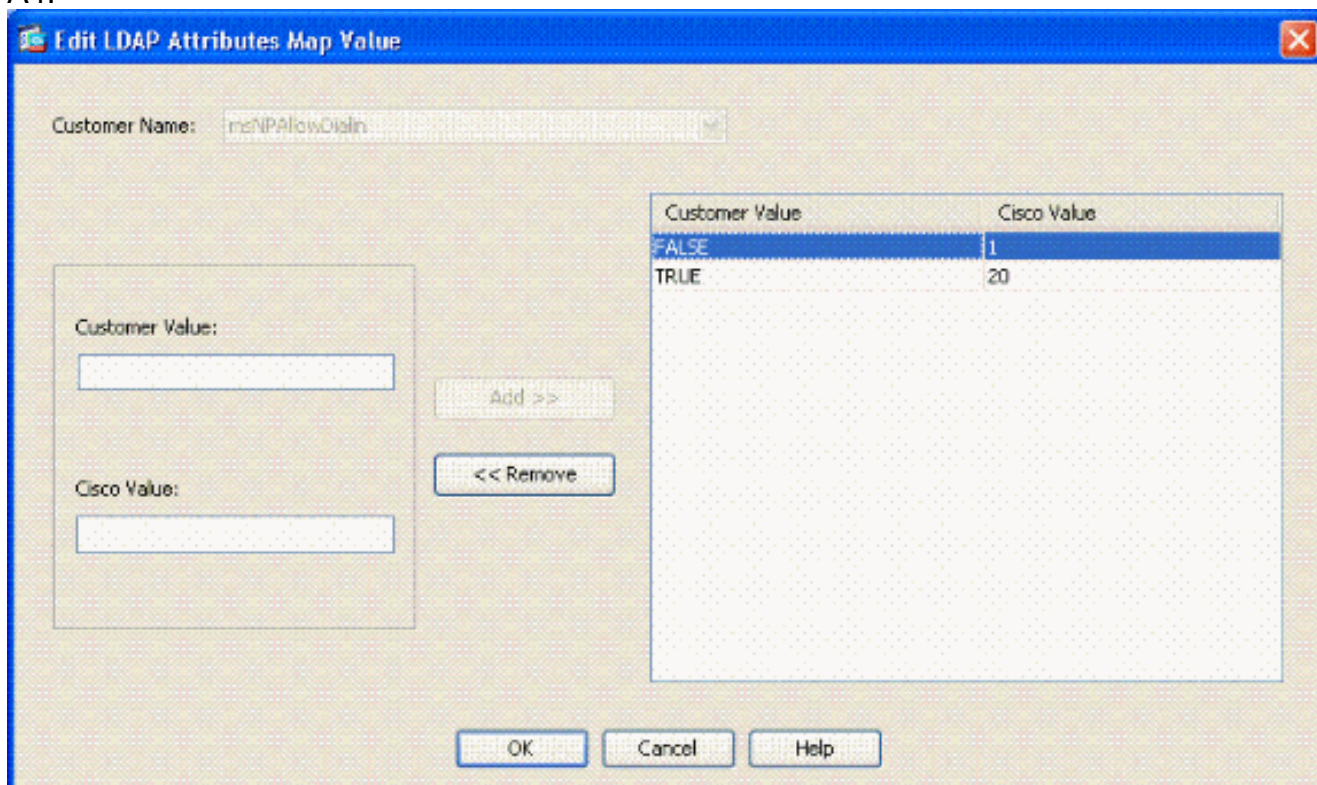 Edit LDAP Attributes Map Value
Customer Name: msNPAllowDialin
Customer Value Cisco Value
FALSE 1
TRUE 20
Customer Value:
Add >>
<< Remove
Cisco Value:
OK Cancel Help